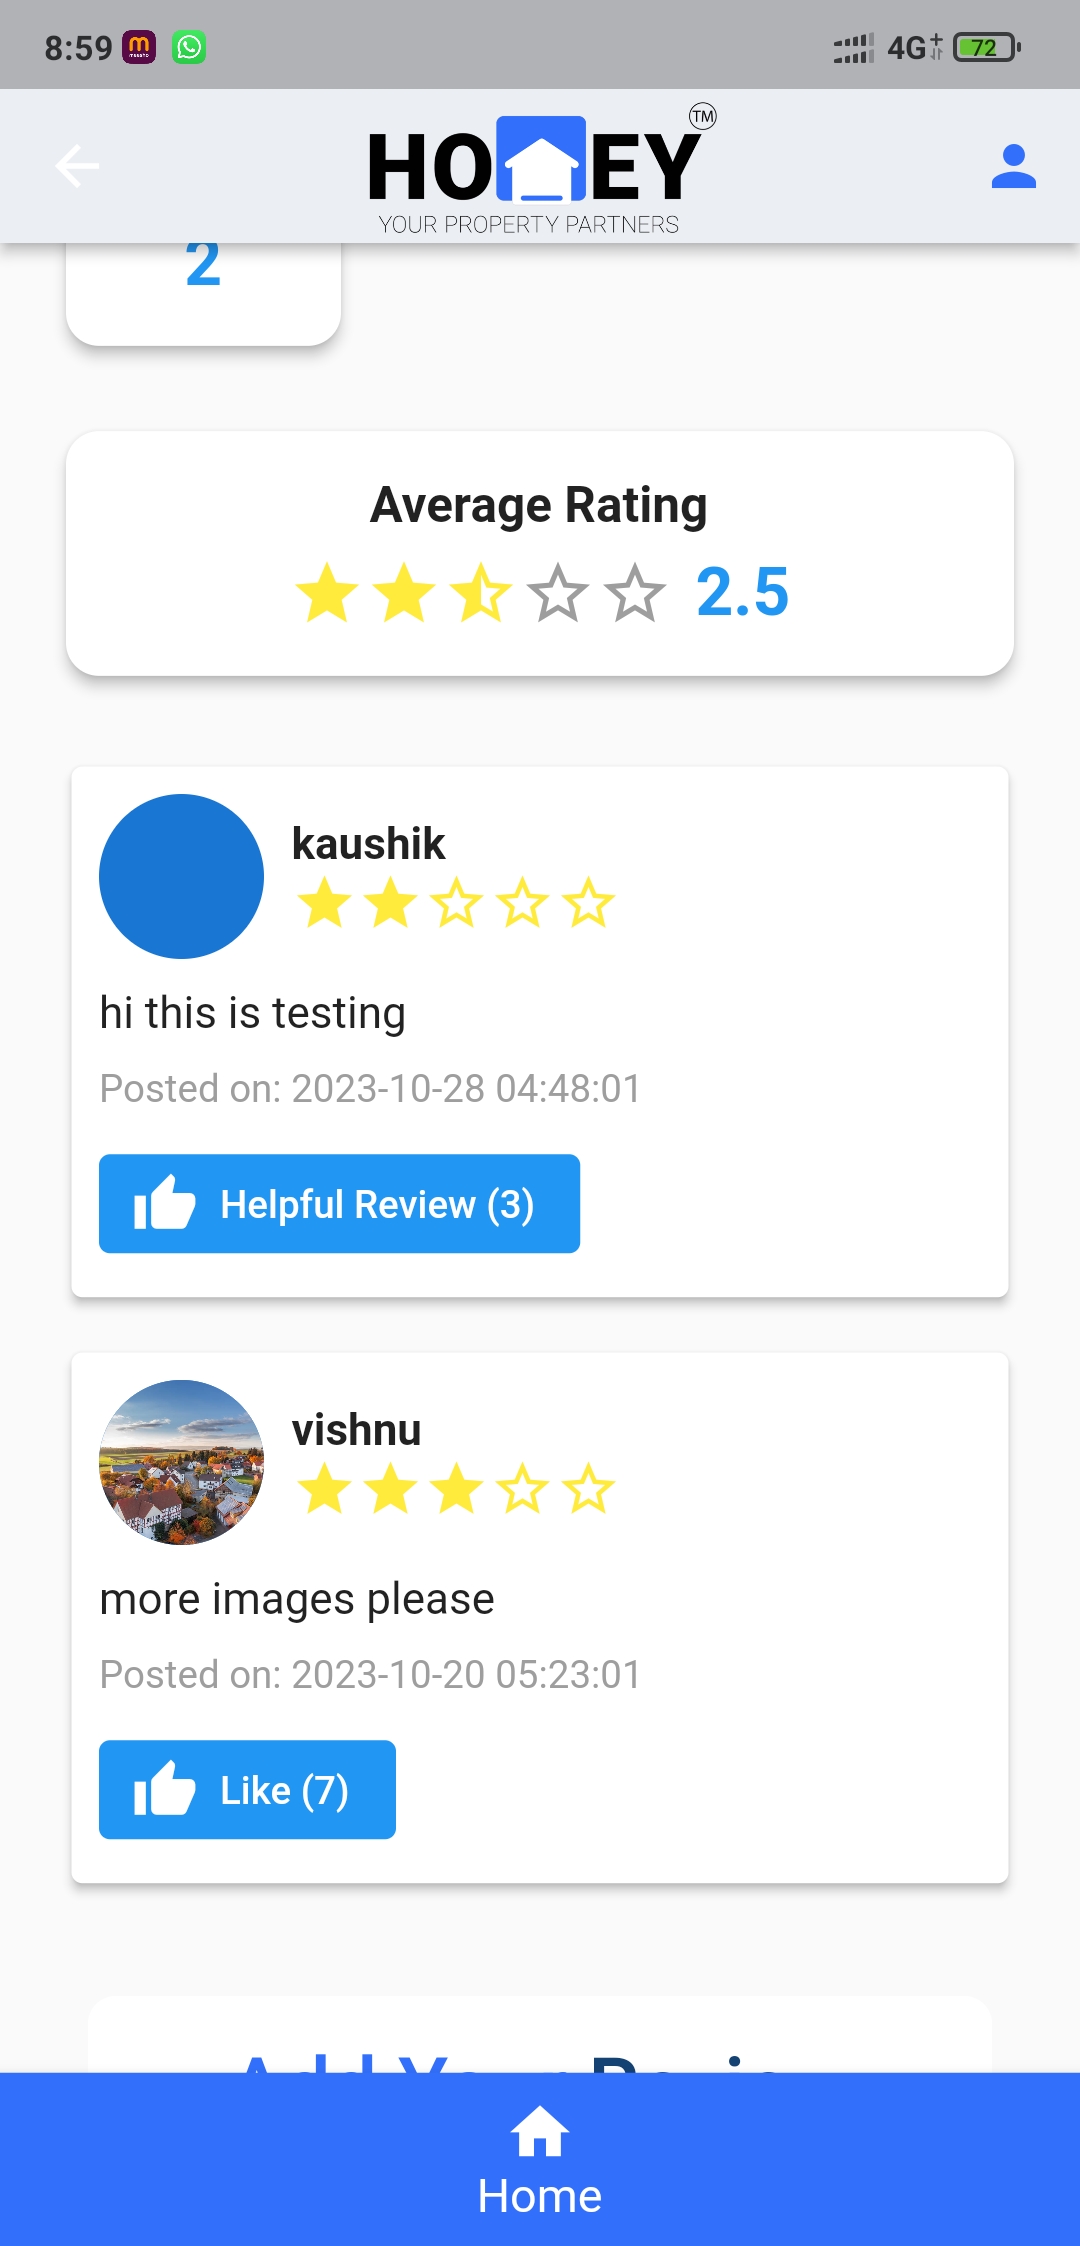 8:59 4G+ 72
HOMEY TM
YOUR PROPERTY PARTNERS
2
Average Rating
2.5
kaushik
hi this is testing
Posted on: 2023-10-28 04:48:01
Helpful Review (3)
vishnu
more images please
Posted on: 2023-10-20 05:23:01
Like (7)
Home